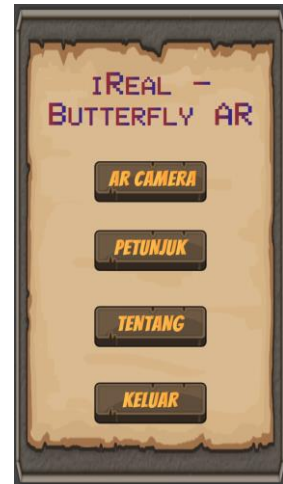 iReal –
Butterfly AR
AR CAMERA
PETUNJUK
TENTANG
KELUAR